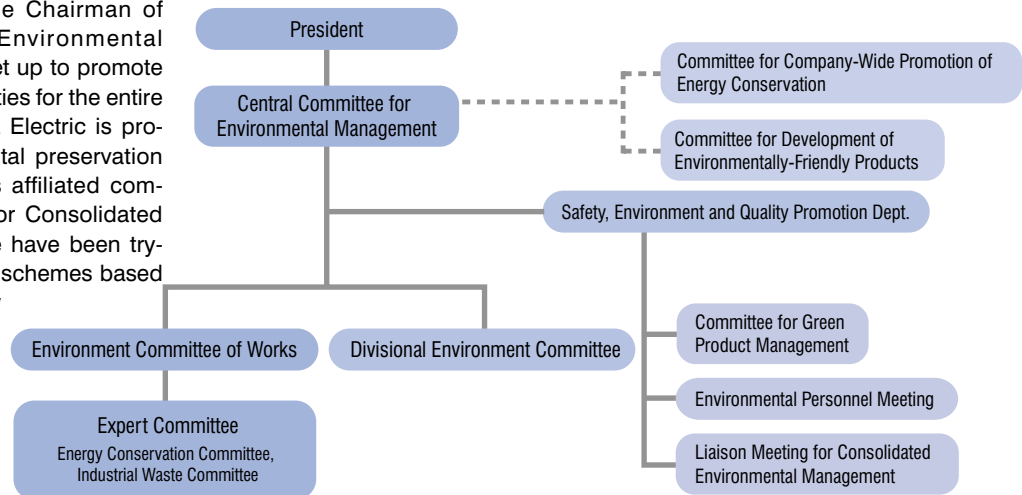 e Chairman of
Environmental
et up to promote
ties for the entire
Electric is pro-
tal preservation
s affiliated com-
or Consolidated
e have been try-
schemes based
President
Central Committee for
Environmental Management
Committee for Company-Wide Promotion of
Energy Conservation
Committee for Development of
Environmentally-Friendly Products
Safety, Environment and Quality Promotion Dept.
Environment Committee of Works
Divisional Environment Committee
Expert Committee
Energy Conservation Committee,
Industrial Waste Committee
Committee for Green
Product Management
Environmental Personnel Meeting
Liaison Meeting for Consolidated
Environmental Management